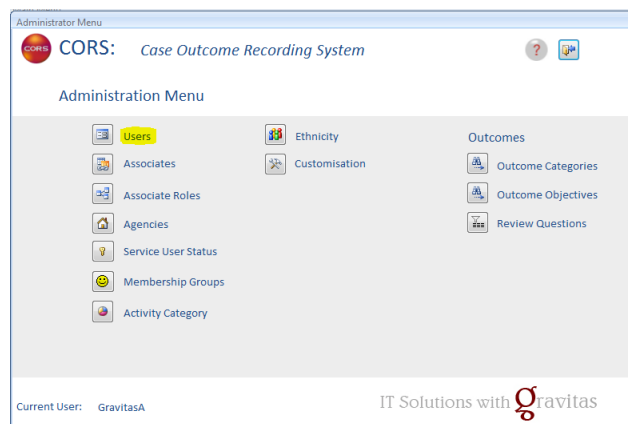 Administrator Menu
CORS
CORS: Case Outcome Recording System
?
Administration Menu
Users
Associates
Associate Roles
Agencies
Service User Status
Membership Groups
Activity Category
Ethnicity
Customisation
Outcomes
Outcome Categories
Outcome Objectives
Review Questions
Current User: GravitasA
IT Solutions with gravitas